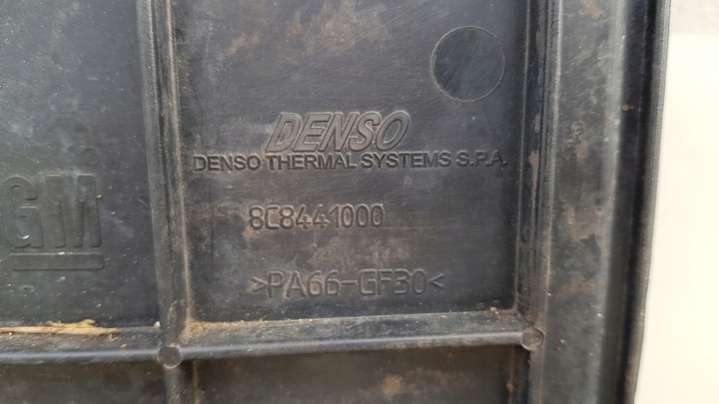 DENSO
DENSO THERMAL SYSTEMS S.P.A.
GM
8C8441000
>PA66-GF30<